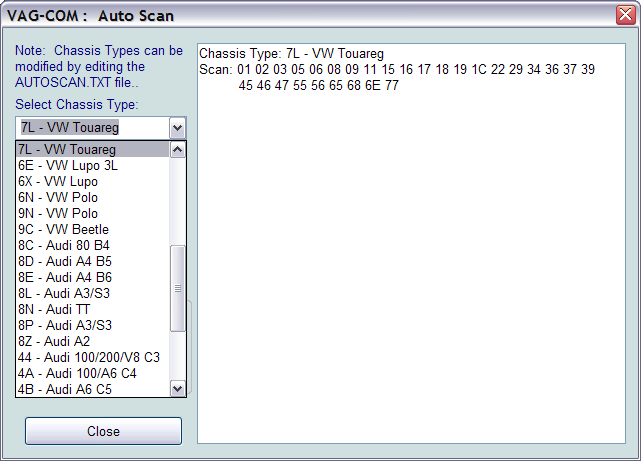 VAG-COM :  Auto Scan
Note:  Chassis Types can be
modified by editing the
AUTOSCAN.TXT file..
Select Chassis Type:
7L - VW Touareg
7L - VW Touareg
6E - VW Lupo 3L
6X - VW Lupo
6N - VW Polo
9N - VW Polo
9C - VW Beetle
8C - Audi 80 B4
8D - Audi A4 B5
8E - Audi A4 B6
8L - Audi A3/S3
8N - Audi TT
8P - Audi A3/S3
8Z - Audi A2
44 - Audi 100/200/V8 C3
4A - Audi 100/A6 C4
4B - Audi A6 C5
Close
Chassis Type: 7L - VW Touareg
Scan: 01 02 03 05 06 08 09 11 15 16 17 18 19 1C 22 29 34 36 37 39
45 46 47 55 56 65 68 6E 77